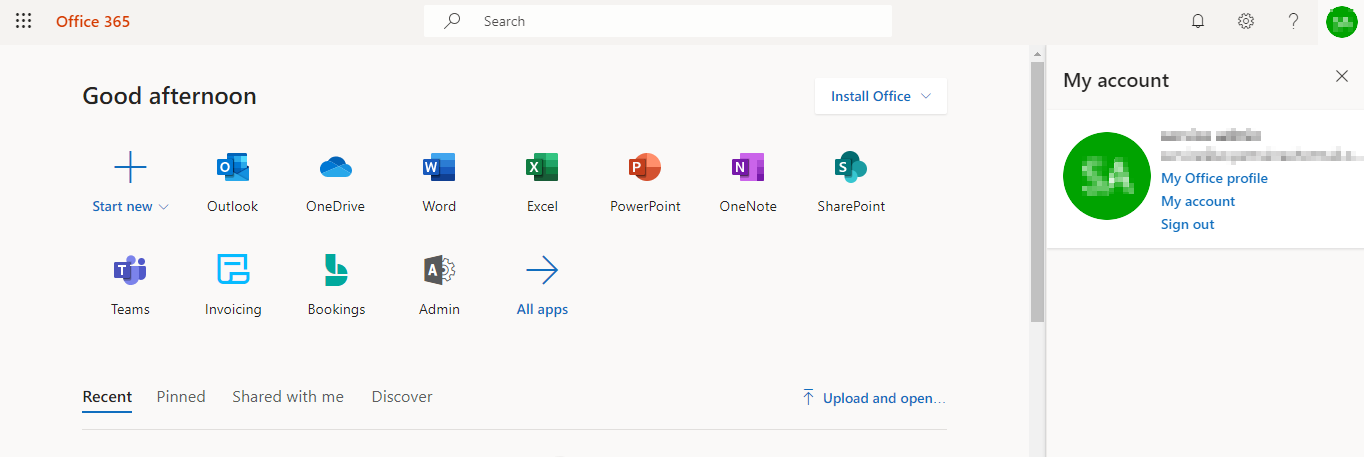 Office 365
Search
My account
Good afternoon
Install Office
Start new
Outlook
OneDrive
Word
Excel
PowerPoint
OneNote
SharePoint
My Office profile
My account
Sign out
Teams
Invoicing
Bookings
Admin
All apps
Recent
Pinned
Shared with me
Discover
Upload and open...